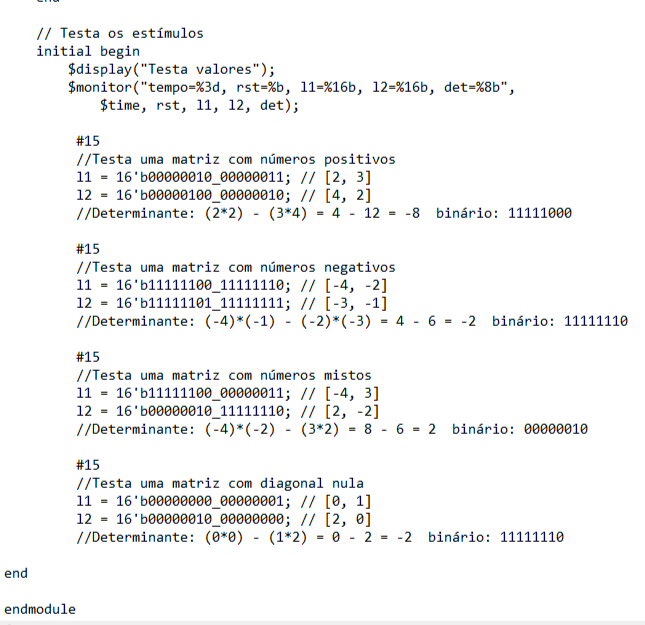 end
// Testa os estímulos
initial begin
$display("Testa valores");
$monitor("tempo=%3d, rst=%b, l1=%16b, l2=%16b, det=%8b",
$time, rst, l1, l2, det);
#15
//Testa uma matriz com números positivos
l1 = 16'b00000010_00000011; // [2, 3]
l2 = 16'b00000100_00000010; // [4, 2]
//Determinante: (2*2) - (3*4) = 4 - 12 = -8  binário: 11111000
#15
//Testa uma matriz com números negativos
l1 = 16'b11111100_11111110; // [-4, -2]
l2 = 16'b11111101_11111111; // [-3, -1]
//Determinante: (-4)*(-1) - (-2)*(-3) = 4 - 6 = -2  binário: 11111110
#15
//Testa uma matriz com números mistos
l1 = 16'b11111100_00000011; // [-4, 3]
l2 = 16'b00000010_11111110; // [2, -2]
//Determinante: (-4)*(-2) - (3*2) = 8 - 6 = 2  binário: 00000010
#15
//Testa uma matriz com diagonal nula
l1 = 16'b00000000_00000001; // [0, 1]
l2 = 16'b00000010_00000000; // [2, 0]
//Determinante: (0*0) - (1*2) = 0 - 2 = -2  binário: 11111110
end
endmodule